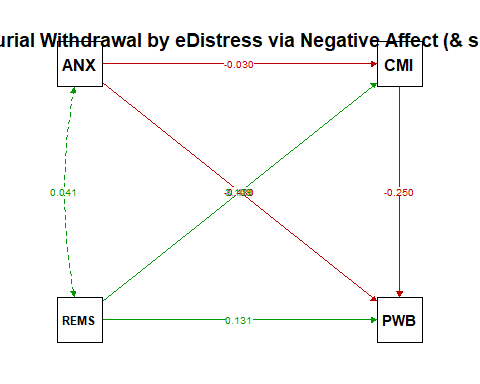 urial Withdrawal by eDistress via Negative Affect (& s
ANX
-0.030
CMI
0.041
-0.250
REMS
0.131
PWB